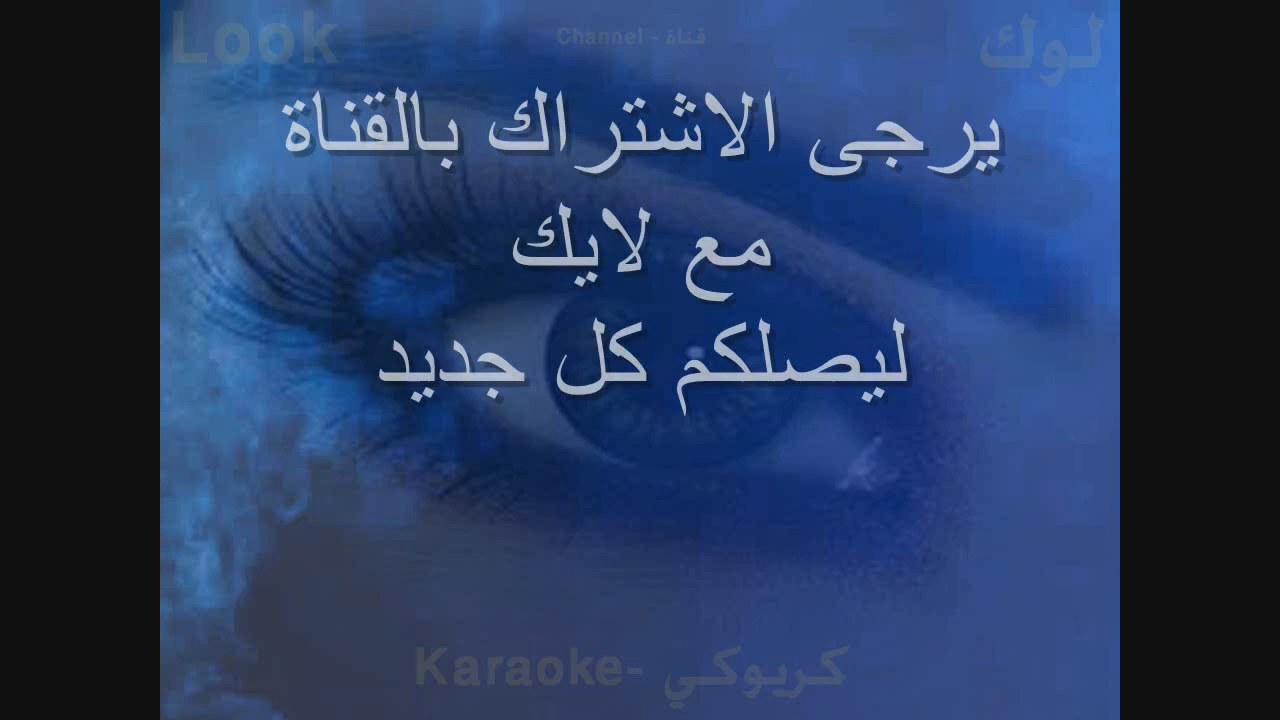 Look
Channel - قناة
لوك
يرجى الاشتراك بالقناة
مع لايك
ليصلكم كل جديد
Karaoke- كريوكي